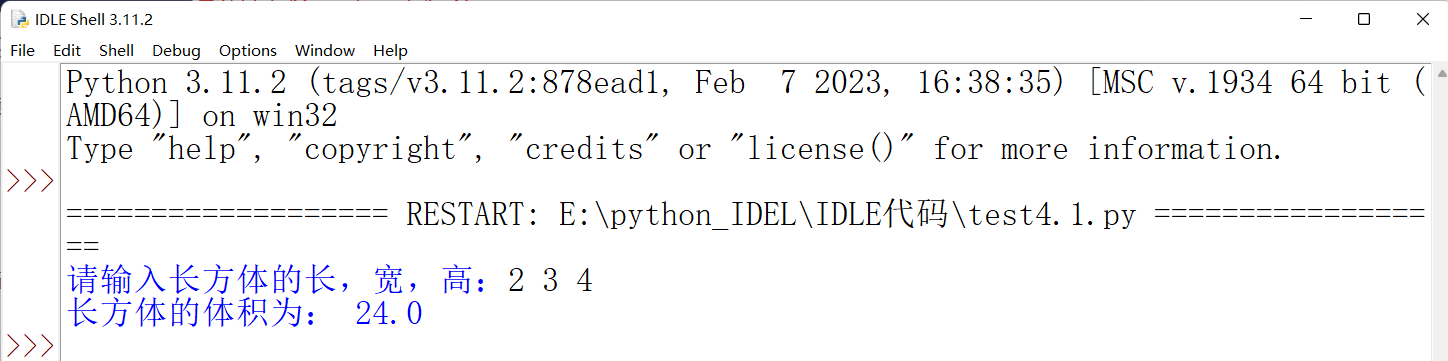 IDLE Shell 3.11.2
File Edit Shell Debug Options Window Help
Python 3.11.2 (tags/v3.11.2:878ead1, Feb  7 2023, 16:38:35) [MSC v.1934 64 bit (
AMD64)] on win32
Type "help", "copyright", "credits" or "license()" for more information.
>>>
=================== RESTART: E:\python_IDEL\IDLE代码\test4.1.py ================
==
请输入长方体的长，宽，高：2 3 4
长方体的体积为： 24.0
>>>